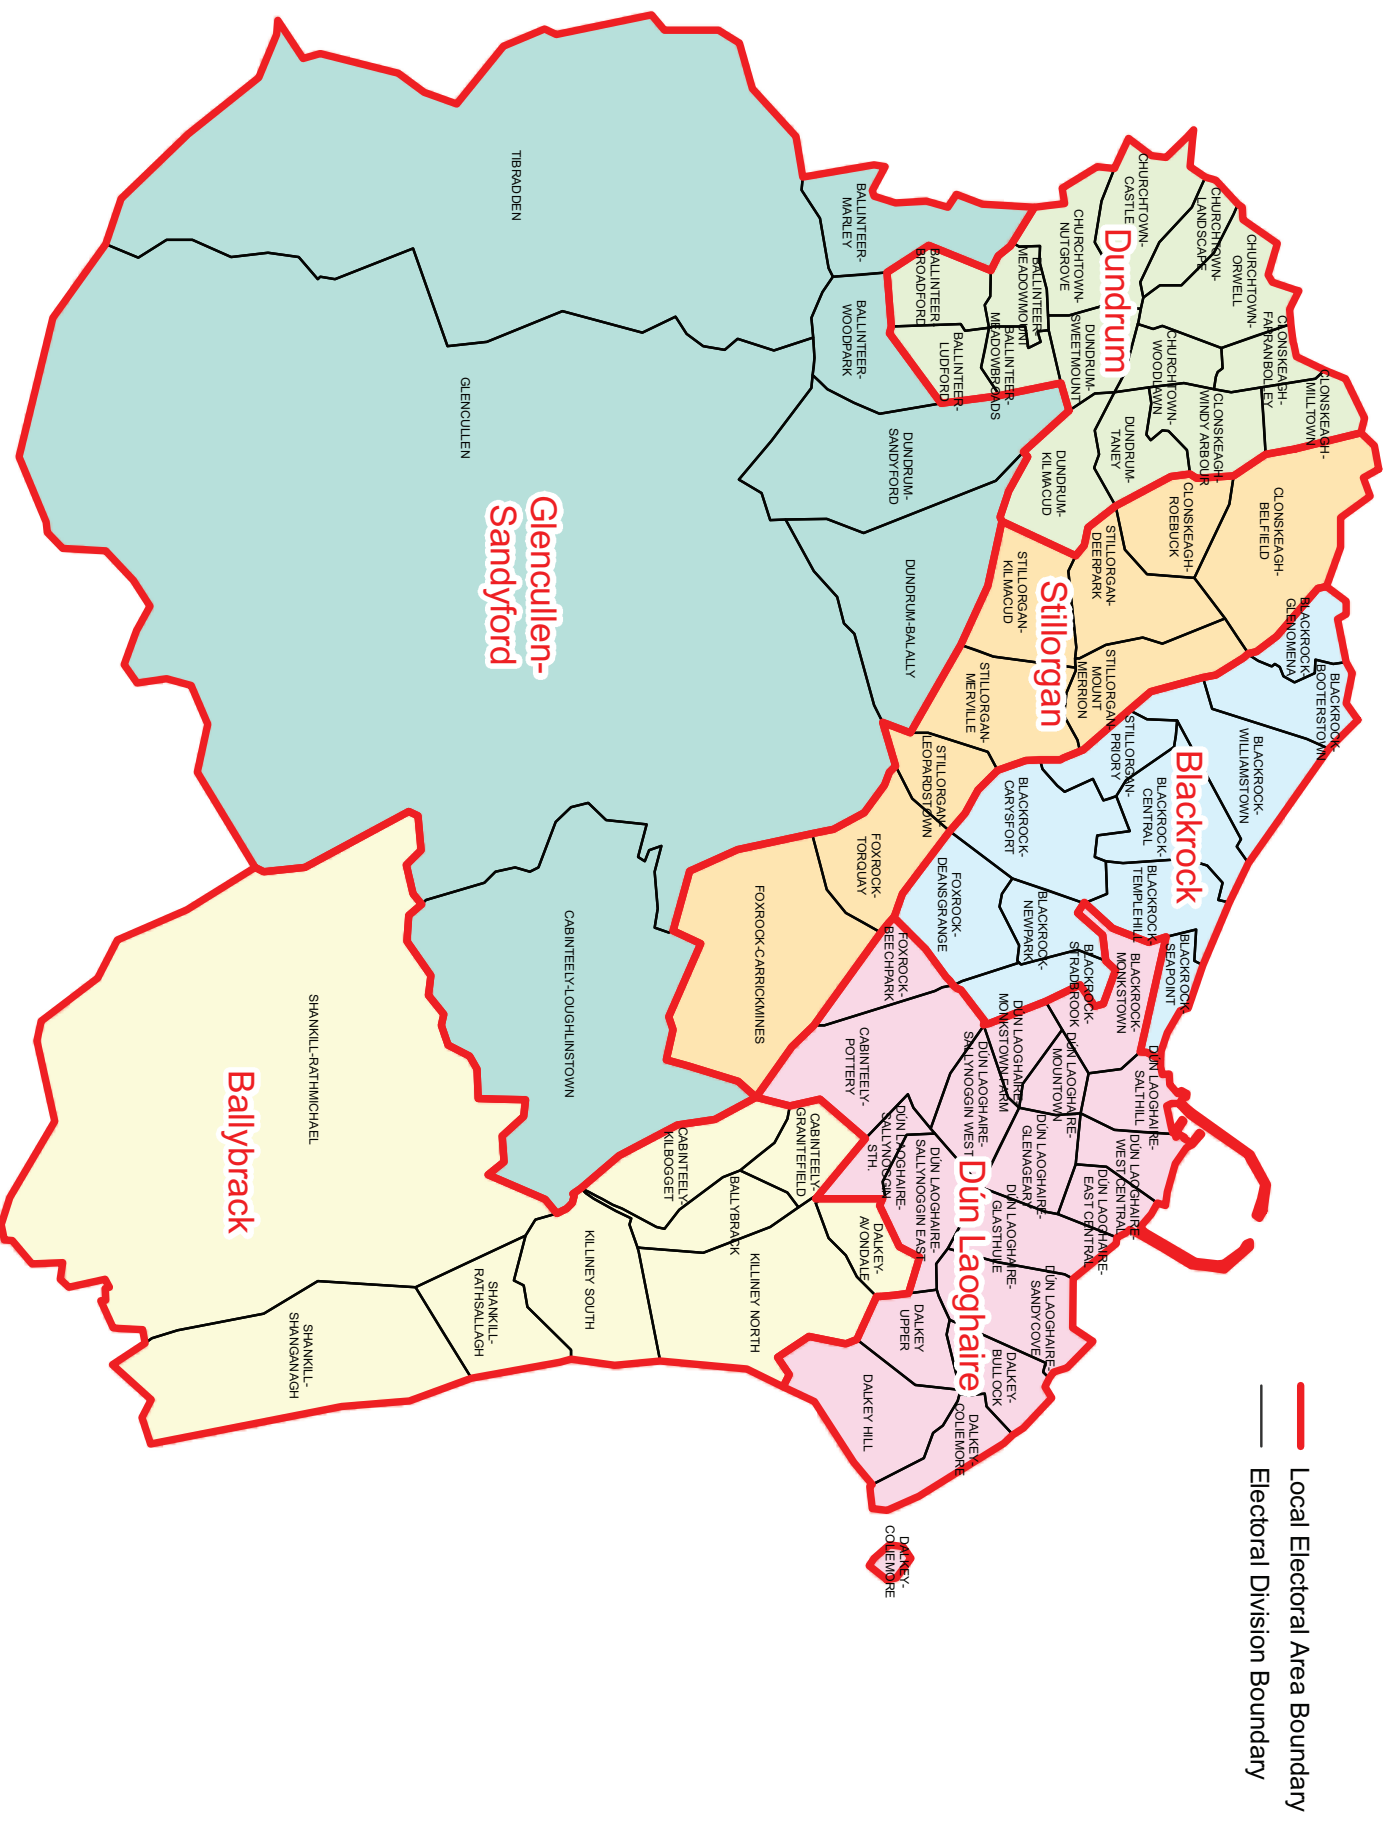 Local Electoral Area Boundary
Electoral Division Boundary
Dundrum
CHURCHTOWN-
CASTLE
CHURCHTOWN-
LANDSCAPE
CHURCHTOWN-
ORWELL
CHURCHTOWN-
NUTGROVE
CHURCHTOWN-
WOODLAWN
CLONSKEAGH-
FARRANBOLEY
CLONSKEAGH-
MILLTOWN
CLONSKEAGH-
WINDY ARBOUR
DUNDRUM-
SWEETMOUNT
DUNDRUM-
TANEY
DUNDRUM-
KILMACUD
BALLINTEER-
MEADOWMOUNT
BALLINTEER-
MEADOWBROADS
BALLINTEER-
BROADFORD
BALLINTEER-
LUDFORD
Stillorgan
CLONSKEAGH-
BELFIELD
CLONSKEAGH-
ROEBUCK
STILLORGAN-
DEERPARK
STILLORGAN-
KILMACUD
STILLORGAN-
MOUNT
MERRION
STILLORGAN-
MERVILLE
STILLORGAN-
LEOPARDSTOWN
FOXROCK-
TORQUAY
FOXROCK-CARRICKMINES
Blackrock
BLACKROCK-
GLENOMENA
BLACKROCK-
BOOTERSTOWN
BLACKROCK-
WILLIAMSTOWN
STILLORGAN-
PRIORY
BLACKROCK-
CENTRAL
BLACKROCK-
CARYSFORT
BLACKROCK-
TEMPLEHILL
BLACKROCK-
SEAPOINT
BLACKROCK-
NEWPARK
BLACKROCK-
STRADBROOK
FOXROCK-
DEANSGRANGE
Dún Laoghaire
BLACKROCK-
MONKSTOWN
FOXROCK-
BEECHPARK
CABINTEELY-
POTTERY
DÚN LAOGHAIRE-
SALTHILL
DÚN LAOGHAIRE-
MOUNTOWN
DÚN LAOGHAIRE-
MONKSTOWN FARM
DÚN LAOGHAIRE-
SALLYNOGGIN WEST
DÚN LAOGHAIRE-
WEST CENTRAL
DÚN LAOGHAIRE-
EAST CENTRAL
DÚN LAOGHAIRE-
GLENAGEARY
DÚN LAOGHAIRE-
GLASTHULE
DÚN LAOGHAIRE-
SALLYNOGGIN EAST
DÚN LAOGHAIRE-
SALLYNOGGIN
STH.
DÚN LAOGHAIRE-
SANDYCOVE
DALKEY-
BULLOCK
DALKEY
UPPER
DALKEY-
COLIEMORE
DALKEY HILL
DALKEY-
COLIEMORE
Glencullen-
Sandyford
TIBRADDEN
BALLINTEER-
MARLEY
BALLINTEER-
WOODPARK
GLENCULLEN
DUNDRUM-
SANDYFORD
DUNDRUM-BALALLY
CABINTEELY-LOUGHLINSTOWN
Ballybrack
CABINTEELY-
GRANITEFIELD
CABINTEELY-
KILBOGGET
BALLYBRACK
DALKEY-
AVONDALE
KILLINEY NORTH
KILLINEY SOUTH
SHANKILL-
RATHSALLAGH
SHANKILL-RATHMICHAEL
SHANKILL-
SHANGANAGH